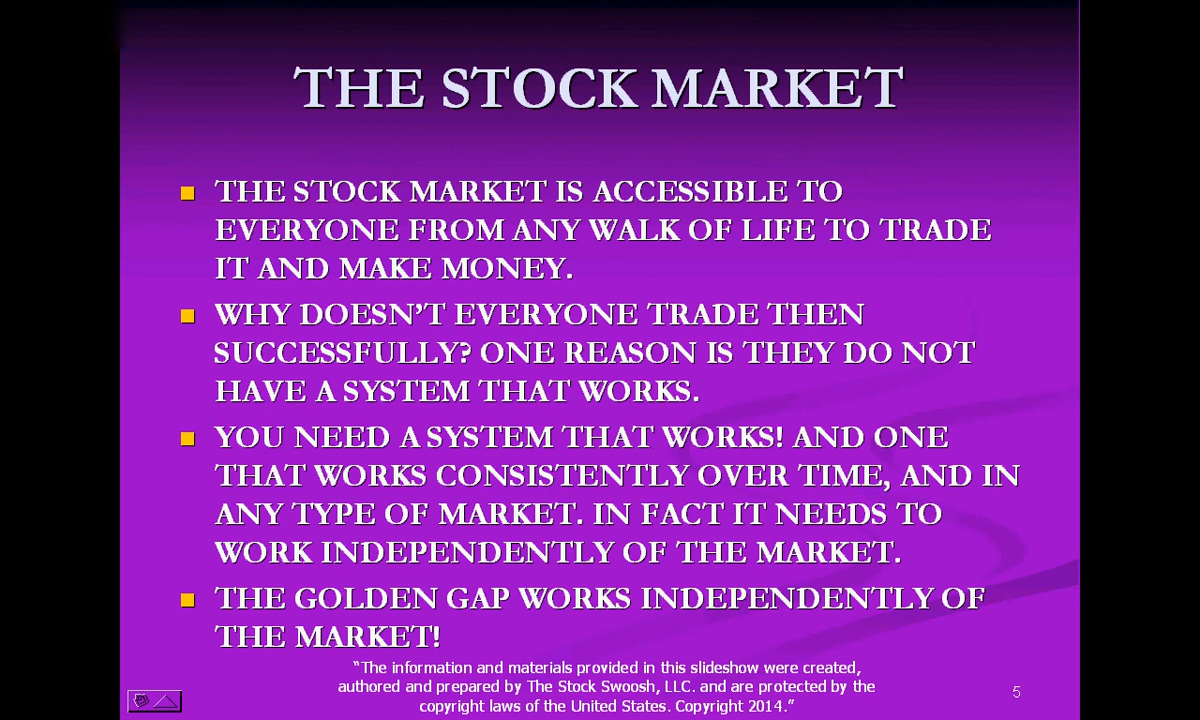 THE STOCK MARKET
THE STOCK MARKET IS ACCESSIBLE TO
EVERYONE FROM ANY WALK OF LIFE TO TRADE
IT AND MAKE MONEY.
WHY DOESN’T EVERYONE TRADE THEN
SUCCESSFULLY? ONE REASON IS THEY DO NOT
HAVE A SYSTEM THAT WORKS.
YOU NEED A SYSTEM THAT WORKS! AND ONE
THAT WORKS CONSISTENTLY OVER TIME, AND IN
ANY TYPE OF MARKET. IN FACT IT NEEDS TO
WORK INDEPENDENTLY OF THE MARKET.
THE GOLDEN GAP WORKS INDEPENDENTLY OF
THE MARKET!
“The information and materials provided in this slideshow were created,
authored and prepared by The Stock Swoosh, LLC. and are protected by the
copyright laws of the United States. Copyright 2014.”
5